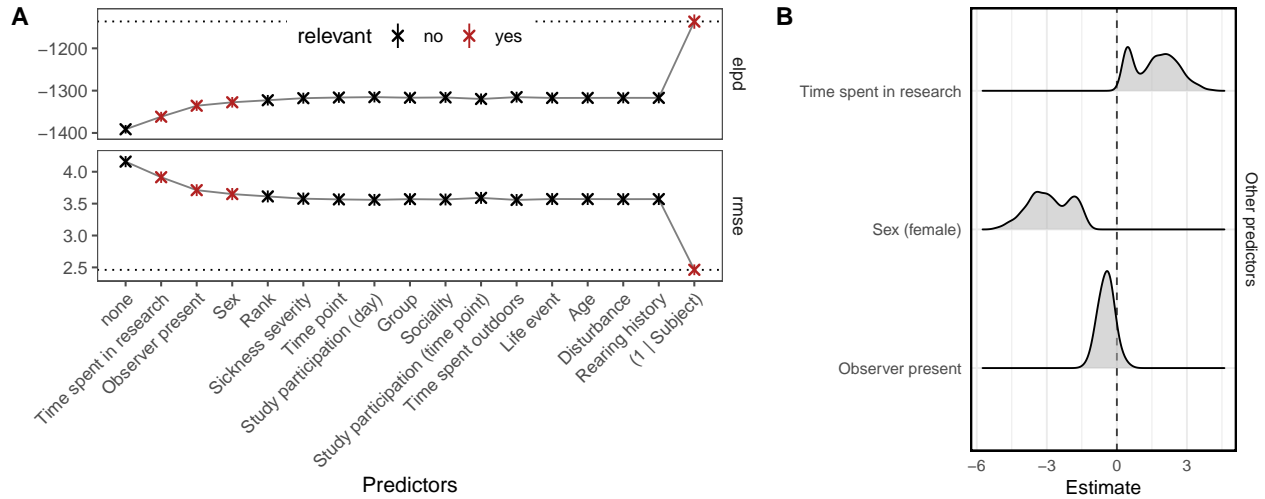 A
relevant no yes
−1200
−1300
−1400
elpd
4.0
3.5
3.0
2.5
rmse
none
Time spent in research
Observer present
Sex
Rank
Sickness severity
Time point
Study participation (day)
Group
Sociality
Study participation (time point)
Time spent outdoors
Life event
Age
Disturbance
Rearing history
(1 | Subject)
Predictors
B
Time spent in research
Sex (female)
Observer present
Other predictors
−6 −3 0 3
Estimate